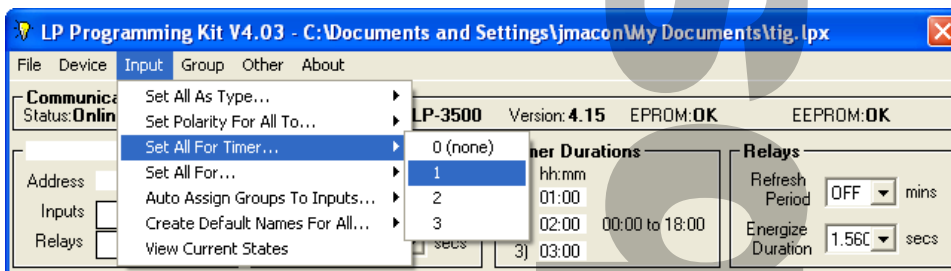 LP Programming Kit V4.03 - C:\Documents and Settings\jmacon\My Documents\tig.lpx
File Device Input Group Other About
Status:
LP-3500 Version: 4.15 EPROM:OK EEPROM:OK
Set All As Type...
Set Polarity For All To...
Set All For Timer...
Set All For...
Auto Assign Groups To Inputs...
Create Default Names For All...
View Current States
0 (none)
1
2
3
Address
Inputs
Relays
Durations
hh:mm
01:00
02:00 00:00 to 18:00
3) 03:00
secs
Relays
Refresh
Period OFF mins
Energize
Duration 1.560 secs